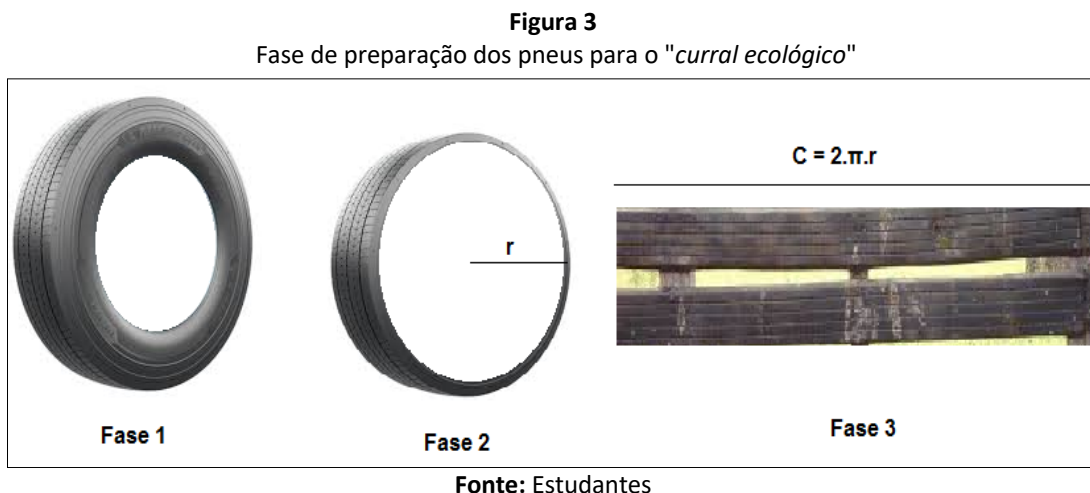 Figura 3
Fase de preparação dos pneus para o "curral ecológico"
C = 2.π.r
r
Fase 1
Fase 2
Fase 3
Fonte: Estudantes